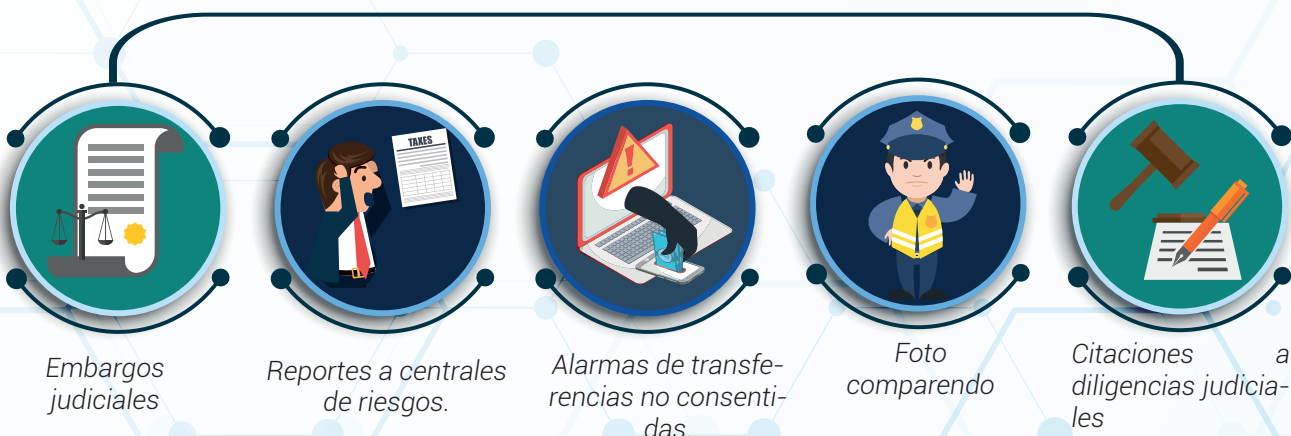 TAXES
Embargos
judiciales
Reportes a centrales
de riesgos.
Alarmas de transfe-
rencias no consenti-
das
Foto
comparendo
Citaciones a
diligencias judicia-
les